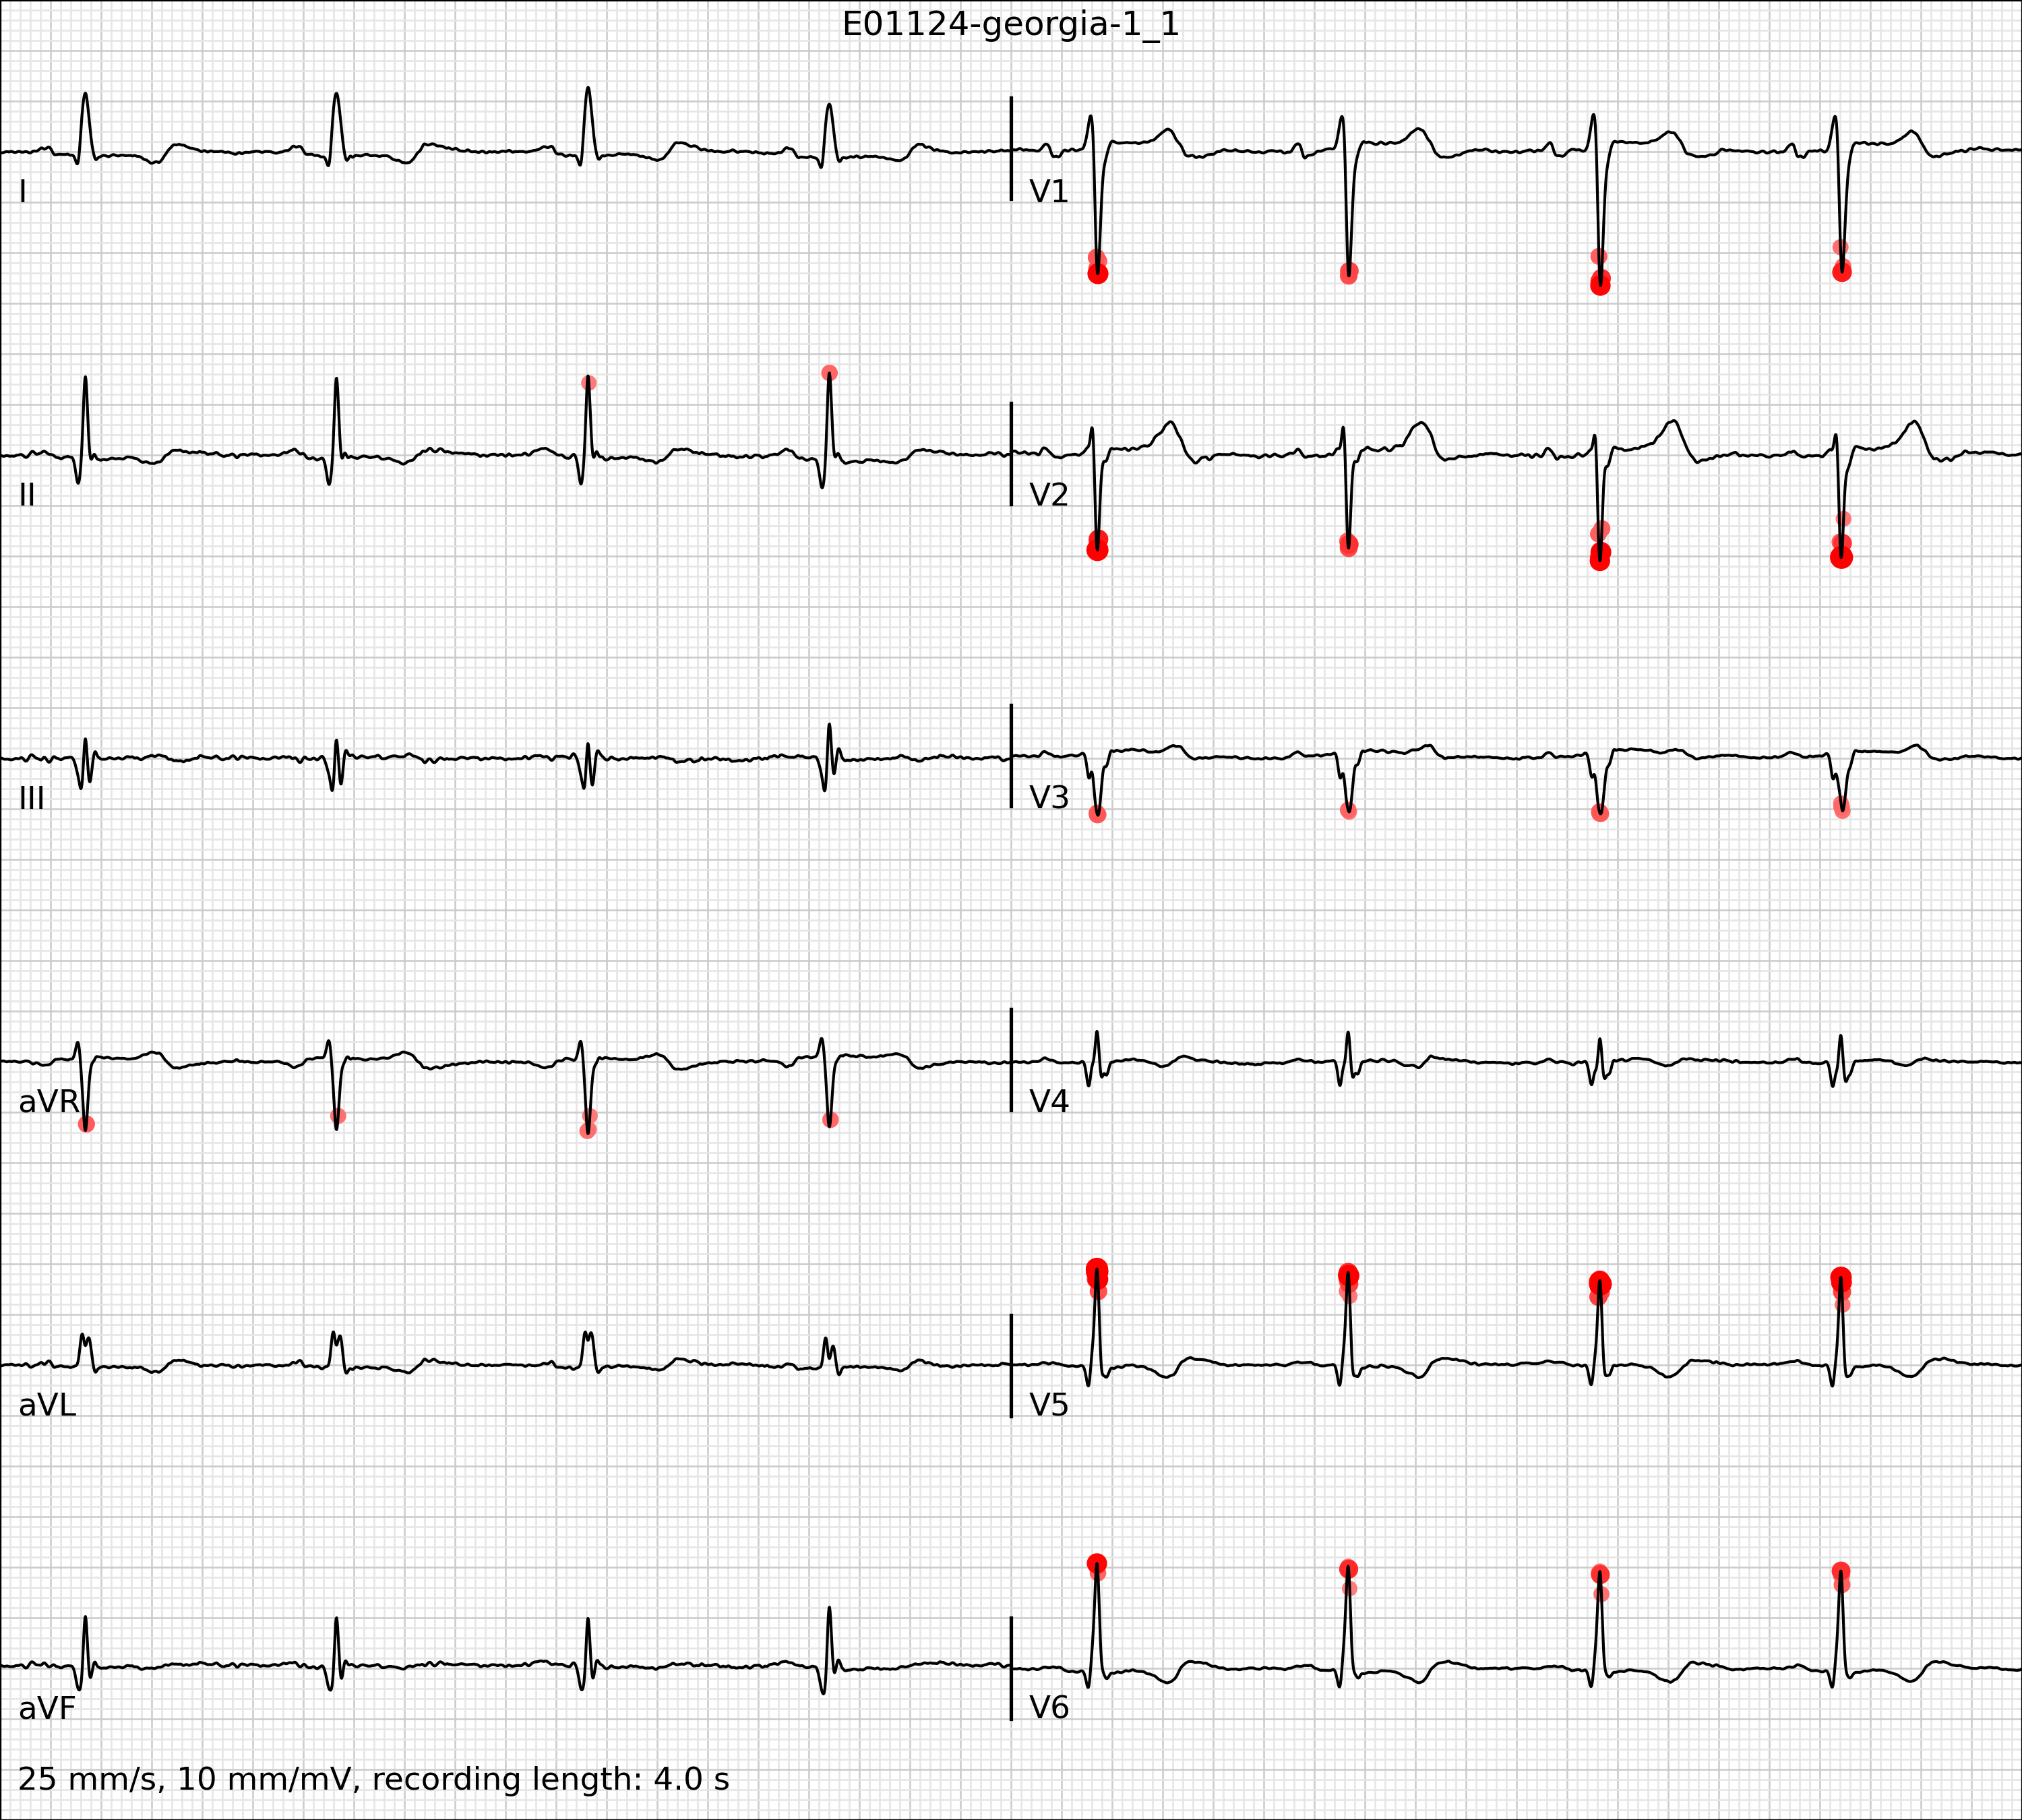 E01124-georgia-1_1
I
V1
II
V2
III
V3
aVR
V4
aVL
V5
aVF
V6
25 mm/s, 10 mm/mV, recording length: 4.0 s